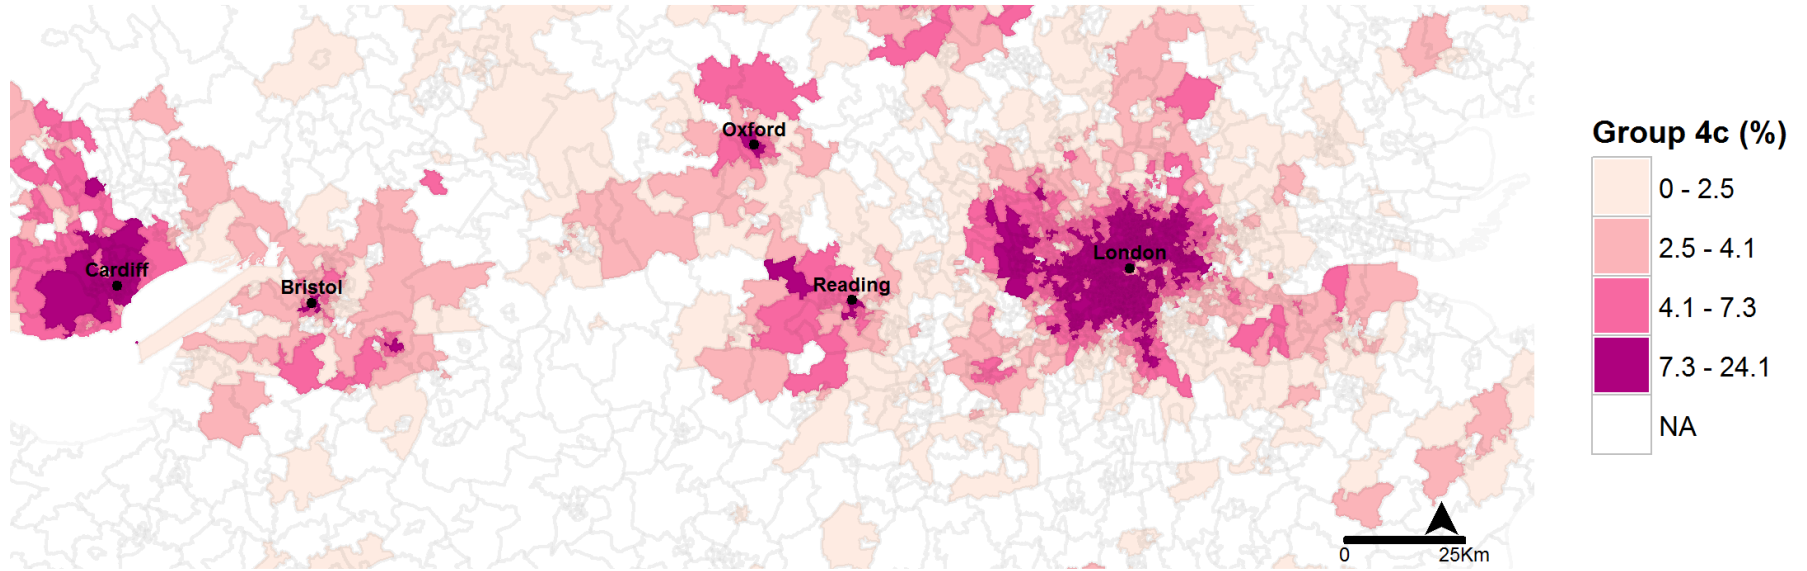 Oxford
Cardiff
Bristol
Reading
London
0 25Km
Group 4c (%)
0 - 2.5
2.5 - 4.1
4.1 - 7.3
7.3 - 24.1
NA